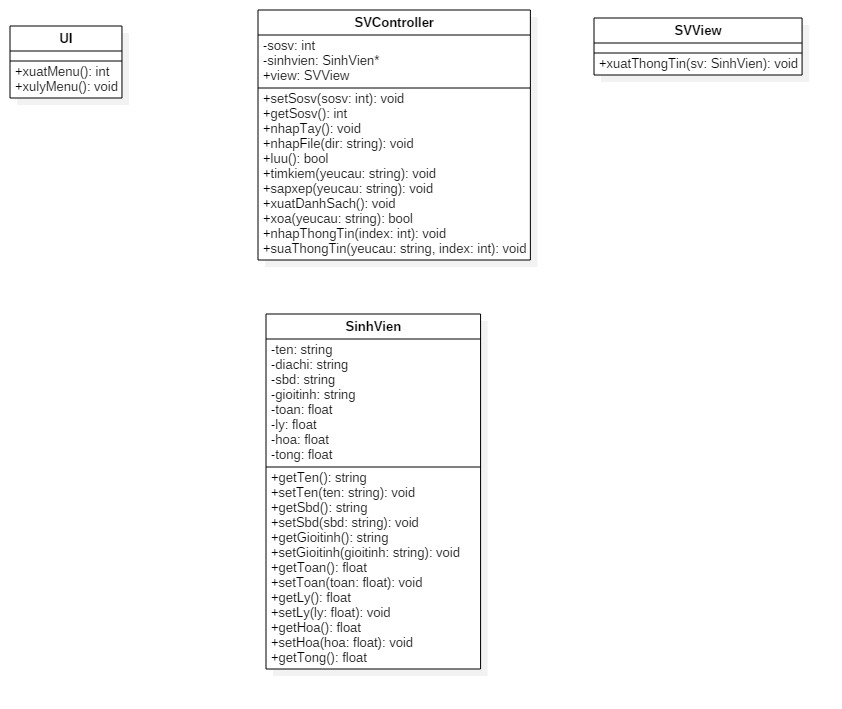 UI
+xuatMenu(): int
+xulyMenu(): void
SVController
-sosv: int
-sinhvien: SinhVien*
+view: SVView
+setSosv(sosv: int): void
+getSosv(): int
+nhapTay(): void
+nhapFile(dir: string): void
+luu(): bool
+timkiem(yeucau: string): void
+sapxep(yeucau: string): void
+xuatDanhSach(): void
+xoa(yeucau: string): bool
+nhapThongTin(index: int): void
+suaThongTin(yeucau: string, index: int): void
SVView
+xuatThongTin(sv: SinhVien): void
SinhVien
-ten: string
-diachi: string
-sbd: string
-gioitinh: string
-toan: float
-ly: float
-hoa: float
-tong: float
+getTen(): string
+setTen(ten: string): void
+getSbd(): string
+setSbd(sbd: string): void
+getGioitinh(): string
+setGioitinh(gioitinh: string): void
+getToan(): float
+setToan(toan: float): void
+getLy(): float
+setLy(ly: float): void
+getHoa(): float
+setHoa(hoa: float): void
+getTong(): float